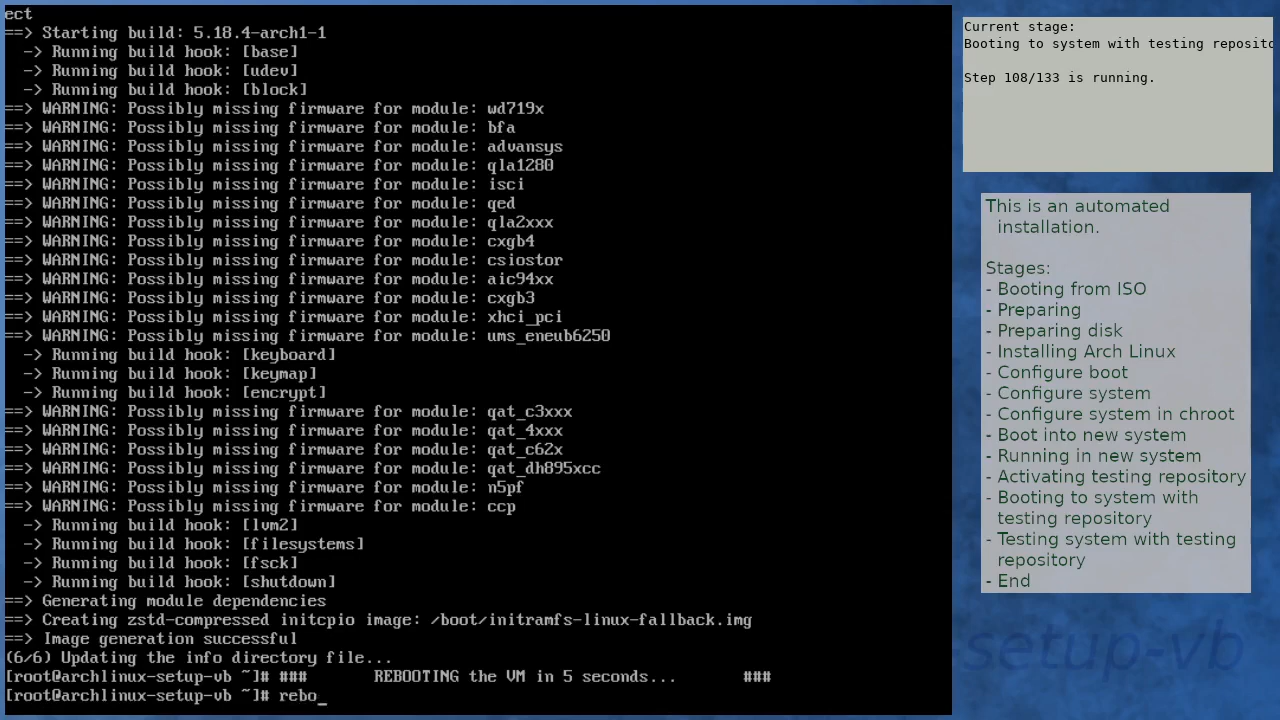 ect
==> Starting build: 5.18.4-arch1-1
  -> Running build hook: [base]
  -> Running build hook: [udev]
  -> Running build hook: [block]
==> WARNING: Possibly missing firmware for module: wd719x
==> WARNING: Possibly missing firmware for module: bfa
==> WARNING: Possibly missing firmware for module: advansys
==> WARNING: Possibly missing firmware for module: qla1280
==> WARNING: Possibly missing firmware for module: isci
==> WARNING: Possibly missing firmware for module: qed
==> WARNING: Possibly missing firmware for module: qla2xxx
==> WARNING: Possibly missing firmware for module: cxgb4
==> WARNING: Possibly missing firmware for module: csiostor
==> WARNING: Possibly missing firmware for module: aic94xx
==> WARNING: Possibly missing firmware for module: cxgb3
==> WARNING: Possibly missing firmware for module: xhci_pci
==> WARNING: Possibly missing firmware for module: ums_eneub6250
  -> Running build hook: [keyboard]
  -> Running build hook: [keymap]
  -> Running build hook: [encrypt]
==> WARNING: Possibly missing firmware for module: qat_c3xxx
==> WARNING: Possibly missing firmware for module: qat_4xxx
==> WARNING: Possibly missing firmware for module: qat_c62x
==> WARNING: Possibly missing firmware for module: qat_dh895xcc
==> WARNING: Possibly missing firmware for module: n5pf
==> WARNING: Possibly missing firmware for module: ccp
  -> Running build hook: [lvm2]
  -> Running build hook: [filesystems]
  -> Running build hook: [fsck]
  -> Running build hook: [shutdown]
==> Generating module dependencies
==> Creating zstd-compressed initcpio image: /boot/initramfs-linux-fallback.img
==> Image generation successful
(6/6) Updating the info directory file...
[root@archlinux-setup-vb ~]# ###       REBOOTING the VM in 5 seconds...       ###
[root@archlinux-setup-vb ~]# rebo_
Current stage:
Booting to system with testing reposito
Step 108/133 is running.
This is an automated
installation.
Stages:
- Booting from ISO
- Preparing
- Preparing disk
- Installing Arch Linux
- Configure boot
- Configure system
- Configure system in chroot
- Boot into new system
- Running in new system
- Activating testing repository
- Booting to system with
testing repository
- Testing system with testing
repository
- End
setup-vb